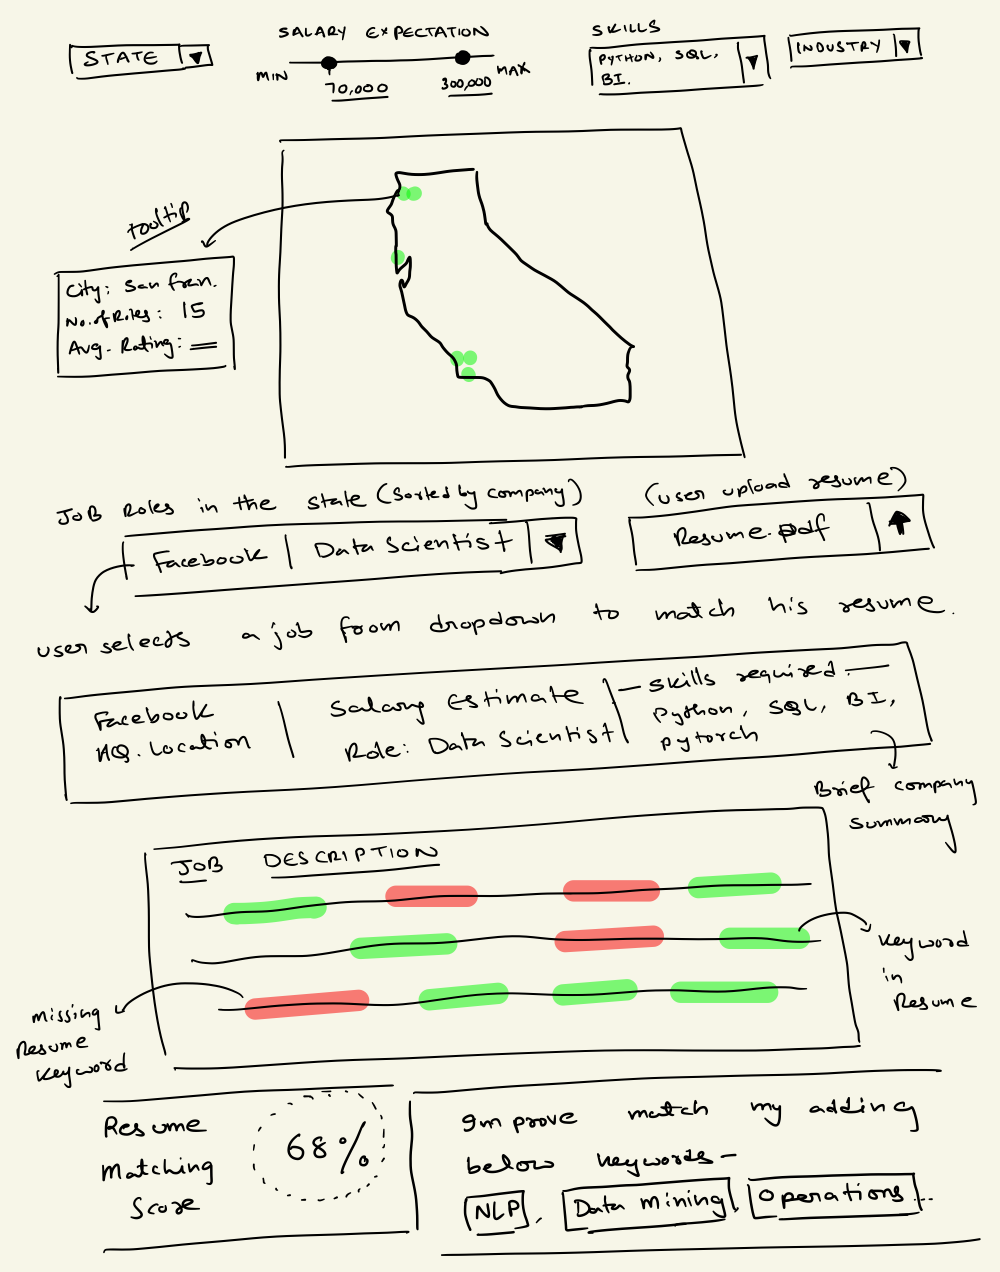 STATE
SALARY EXPECTATION
MIN
70,000
300,000
MAX
SKILLS
PYTHON, SQL,
BI.
INDUSTRY
tooltip
City: San fran.
No. of Roles: 15
Avg. Rating:
JOB Roles in the state (Sorted by company)
Facebook | Data Scientist
(user upload resume)
Resume.pdf
user selects a job from dropdown to match his resume.
Facebook
HQ. Location
Salary Estimate
Role: Data Scientist
- Skills required -
Python, SQL, BI,
pytorch
Brief company
summary
JOB DESCRIPTION
keyword
in
Resume
Missing
Resume
keyword
Resume
Matching
Score
68%
Improve match my adding
below keywords -
NLP, Data mining, Operations...